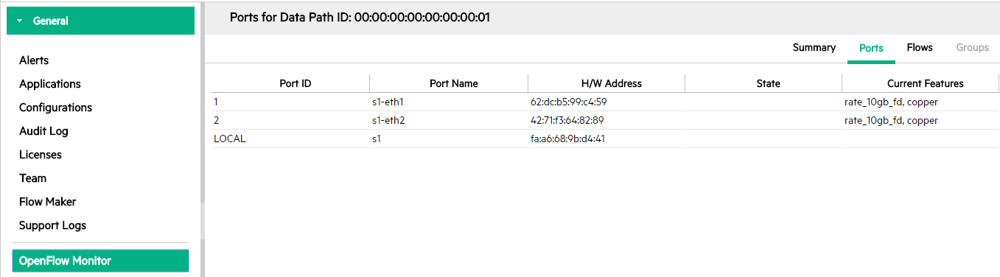 General
Alerts
Applications
Configurations
Audit Log
Licenses
Team
Flow Maker
Support Logs
OpenFlow Monitor
Ports for Data Path ID: 00:00:00:00:00:00:00:01
Summary Ports Flows Groups
Port ID Port Name H/W Address State Current Features
1 s1-eth1 62:dc:b5:99:c4:59 rate_10gb_fd, copper
2 s1-eth2 42:71:f3:64:82:89 rate_10gb_fd, copper
LOCAL s1 fa:a6:68:9b:d4:41